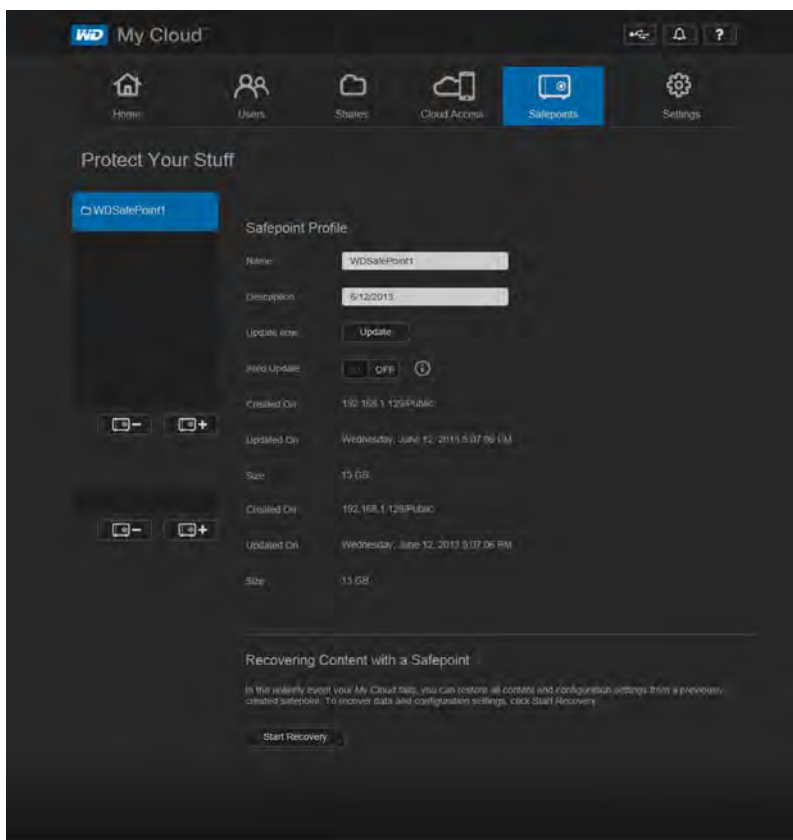 WD My Cloud™
?
Home
Users
Shares
Cloud Access
Safepoints
Settings
Protect Your Stuff
WDSafePoint1
Safepoint Profile
Name
WDSafePoint1
Description
6/12/2013
Update now
Update
Auto Update
OFF
Created On
192.168.1.129/Public
Updated On
Wednesday, June 12, 2013 5:07:06 PM
Size
13 GB
Created On
192.168.1.129/Public
Updated On
Wednesday, June 12, 2013 5:07:06 PM
Size
13 GB
Recovering Content with a Safepoint
In the unlikely event your My Cloud fails, you can restore all content and configuration settings from a previously-
created safepoint. To recover data and configuration settings, click Start Recovery.
Start Recovery